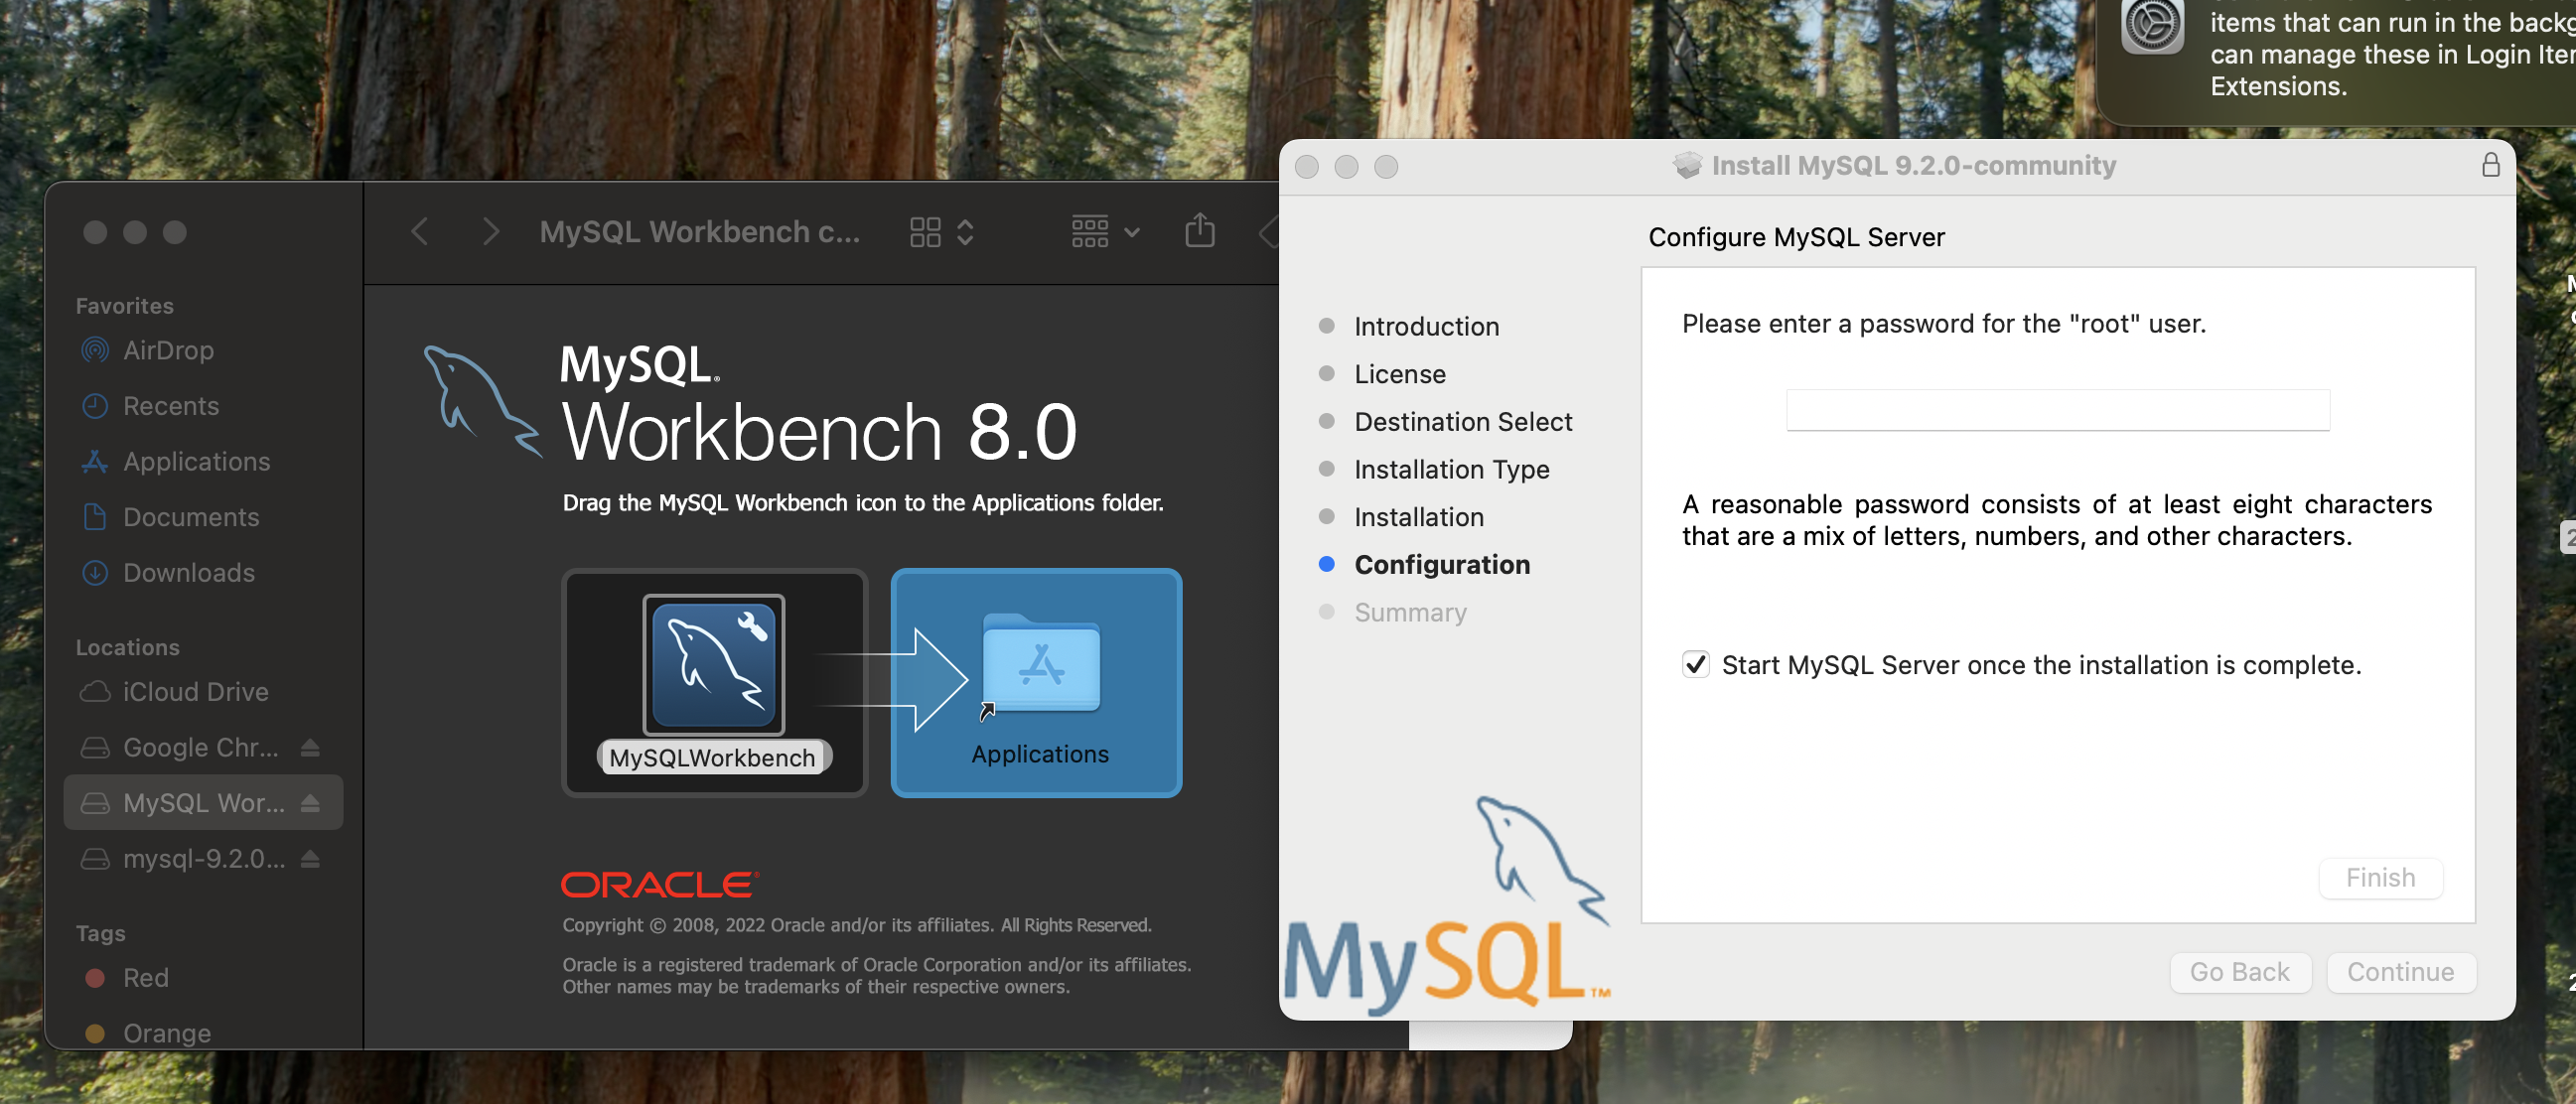 items that can run in the
can manage these in Login
Extensions.
MySQL Workbench c...
Favorites
AirDrop
Recents
Applications
Documents
Downloads
Locations
iCloud Drive
Google Chr...
MySQL Wor...
mysql-9.2.0...
Tags
Red
Orange
MySQL®
Workbench 8.0
Drag the MySQL Workbench icon to the Applications folder.
MySQLWorkbench
Applications
ORACLE®
Copyright © 2008, 2022 Oracle and/or its affiliates. All Rights Reserved.
Oracle is a registered trademark of Oracle Corporation and/or its affiliates.
Other names may be trademarks of their respective owners.
Install MySQL 9.2.0-community
Introduction
License
Destination Select
Installation Type
Installation
Configuration
Summary
MySQL™
Configure MySQL Server
Please enter a password for the "root" user.
A reasonable password consists of at least eight characters
that are a mix of letters, numbers, and other characters.
Start MySQL Server once the installation is complete.
Finish
Go Back
Continue